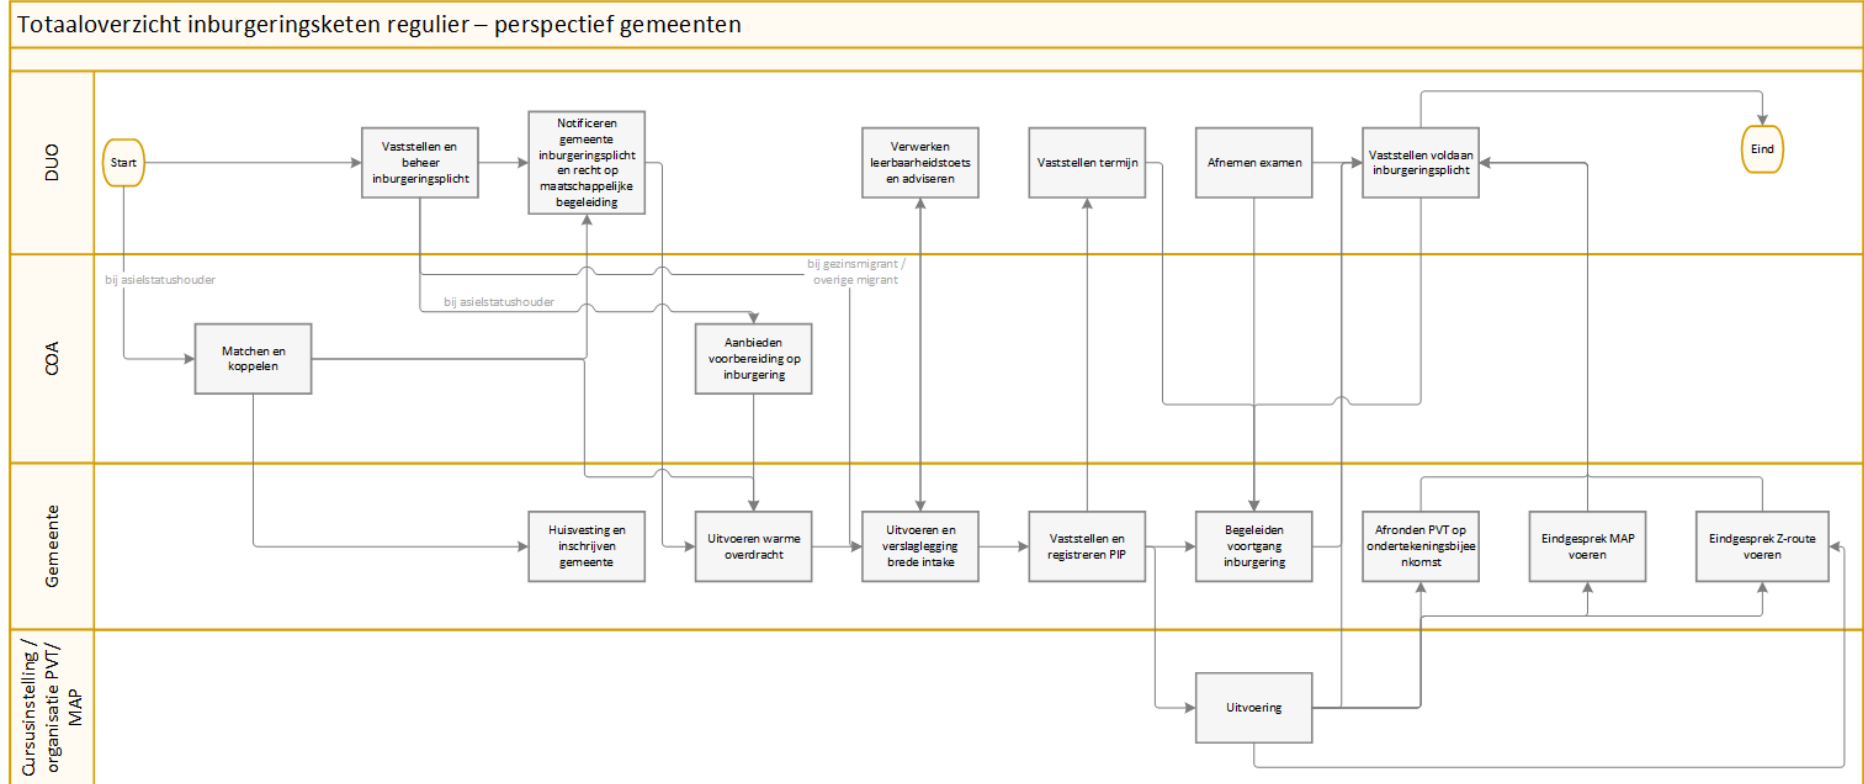 Totaaloverzicht inburgeringsketen regulier – perspectief gemeenten
DUO
Start
Vaststellen en
beheer
inburgeringsplicht
Notificeren
gemeente
inburgeringsplicht
en recht op
maatschappelijke
begeleiding
Verwerken
leerbaarheidstoets
en adviseren
Vaststellen termijn
Afnemen examen
Vaststellen voldaan
inburgeringsplicht
Eind
COA
bij asielstatushouder
bij gezinsmigrant /
overige migrant
bij asielstatushouder
Matchen en
koppelen
Aanbieden
voorbereiding op
inburgering
Gemeente
Huisvesting en
inschrijven
gemeente
Uitvoeren warme
overdracht
Uitvoeren en
verslaglegging
brede intake
Vaststellen en
registreren PIP
Begeleiden
voortgang
inburgering
Afronden PVT op
ondertekeningsbijee
nkomst
Eindgesprek MAP
voeren
Eindgesprek Z-route
voeren
Cursusinstelling /
organisatie PVT/
MAP
Uitvoering